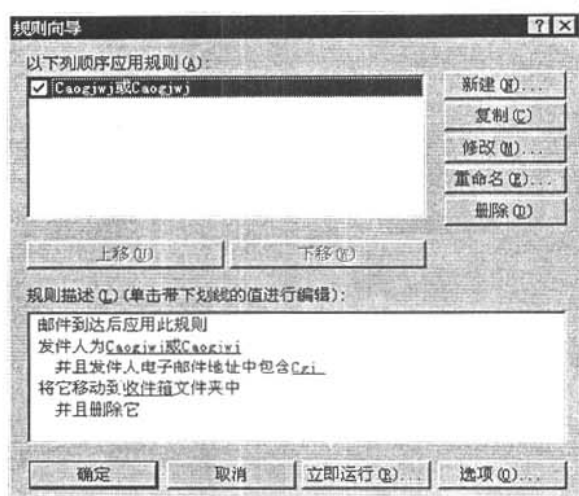 规则向导
以下列顺序应用规则(A):
Caogjwj或Caogjwj
新建(N)...
复制(C)
修改(M)...
重命名(E)...
删除(D)
上移(U)
下移(W)
规则描述(L)(单击带下划线的值进行编辑):
邮件到达后应用此规则
发件人为Caogjwj或Caogjwj
并且发件人电子邮件地址中包含Cgj
将它移动到收件箱文件夹中
并且删除它
确定
取消
立即运行(R)...
选项(O)...